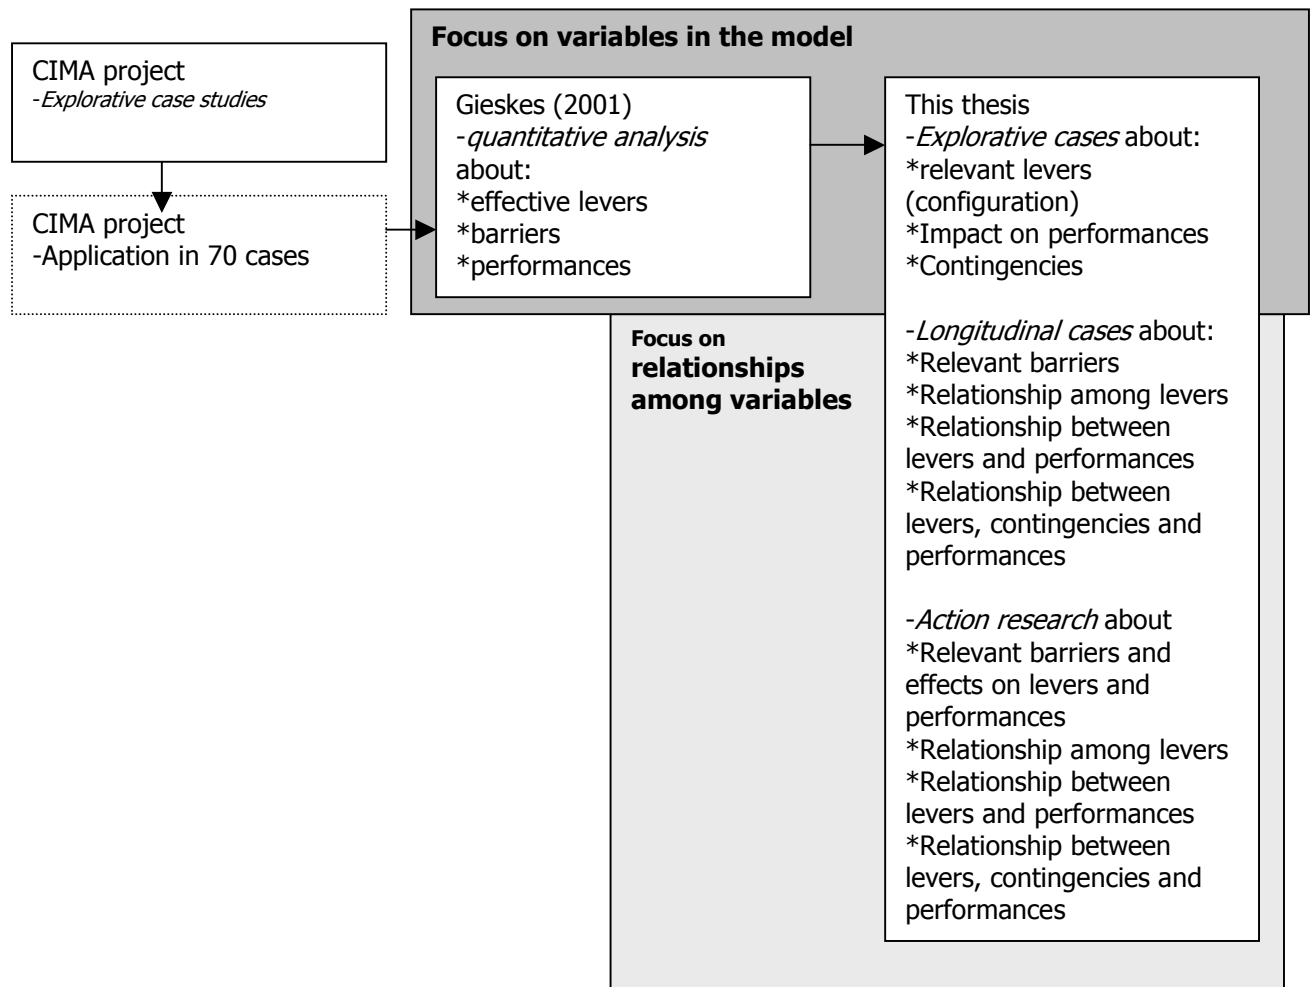 CIMA project
-Explorative case studies
CIMA project
-Application in 70 cases
Focus on variables in the model
Gieskes (2001)
-quantitative analysis
about:
*effective levers
*barriers
*performances
This thesis
-Explorative cases about:
*relevant levers
(configuration)
*Impact on performances
*Contingencies
-Longitudinal cases about:
*Relevant barriers
*Relationship among levers
*Relationship between
levers and performances
*Relationship between
levers, contingencies and
performances
-Action research about
*Relevant barriers and
effects on levers and
performances
*Relationship among levers
*Relationship between
levers and performances
*Relationship between
levers, contingencies and
performances
Focus on
relationships
among variables